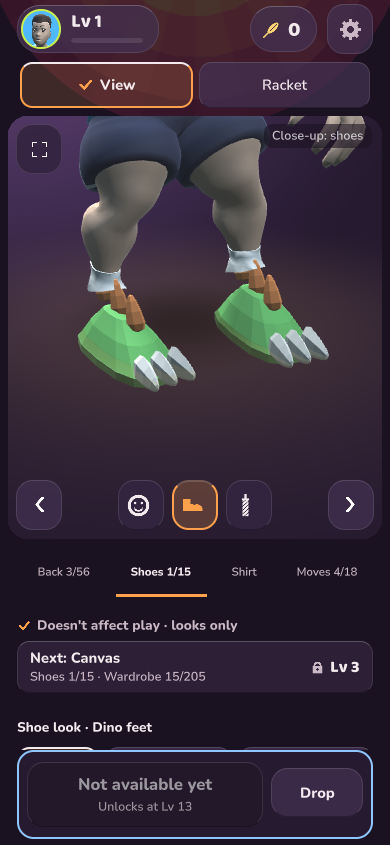 Lv 1
0
View
Racket
Close-up: shoes
Back 3/56
Shoes 1/15
Shirt
Moves 4/18
Doesn't affect play · looks only
Next: Canvas
Shoes 1/15 · Wardrobe 15/205
Lv 3
Shoe look · Dino feet
Not available yet
Unlocks at Lv 13
Drop